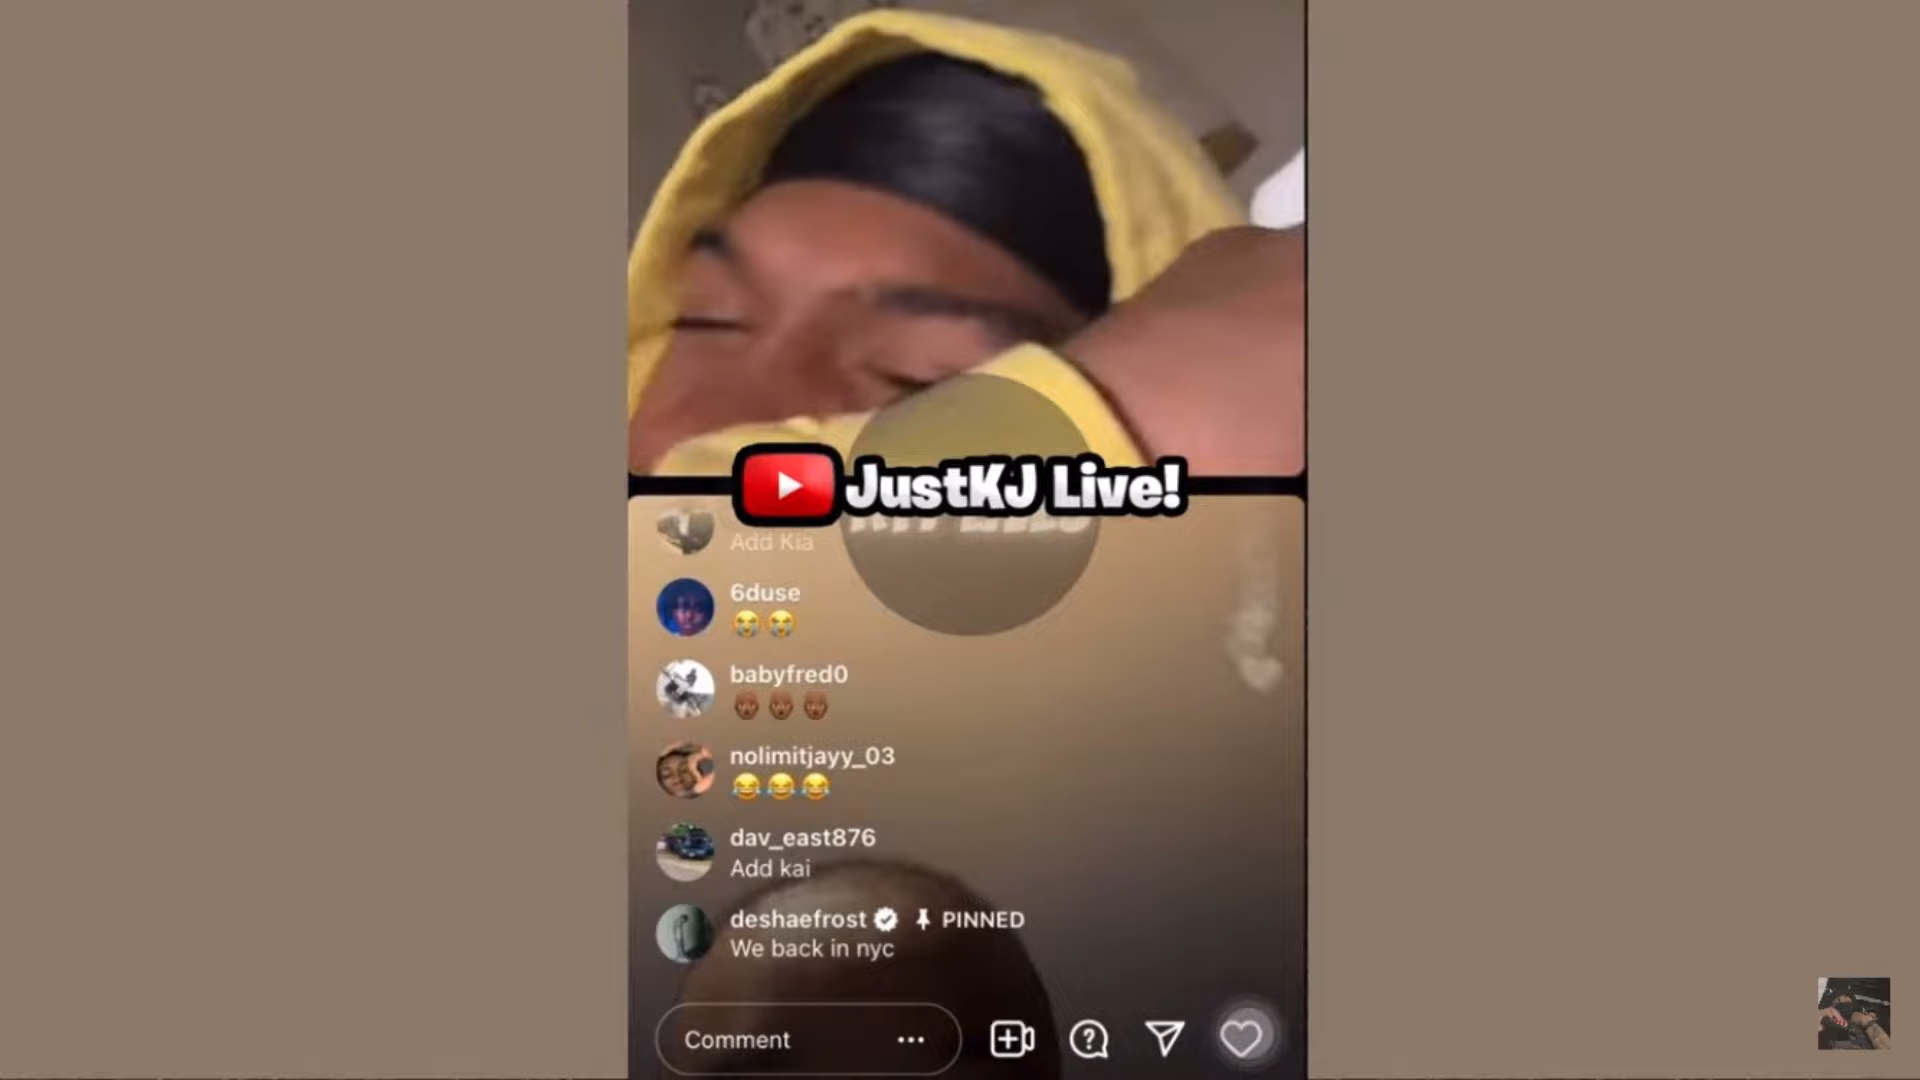 JustKJ Live!
Add Kia
6duse
😭😭
babyfred0
nolimitjayy_03
😂😂😂
dav_east876
Add kai
deshaefrost PINNED
We back in nyc
Comment